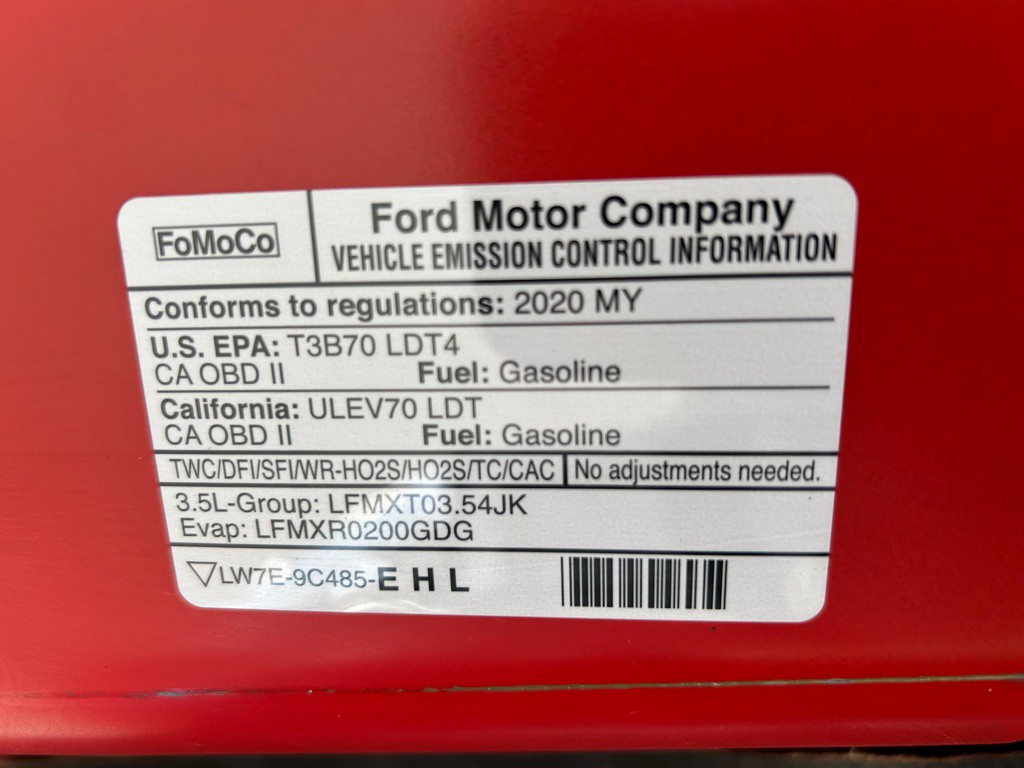 FoMoCo
Ford Motor Company
VEHICLE EMISSION CONTROL INFORMATION
Conforms to regulations: 2020 MY
U.S. EPA: T3B70 LDT4
CA OBD II Fuel: Gasoline
California: ULEV70 LDT
CA OBD II Fuel: Gasoline
TWC/DFI/SFI/WR-HO2S/HO2S/TC/CAC No adjustments needed.
3.5L-Group: LFMXT03.54JK
Evap: LFMXR0200GDG
▽LW7E-9C485-E H L